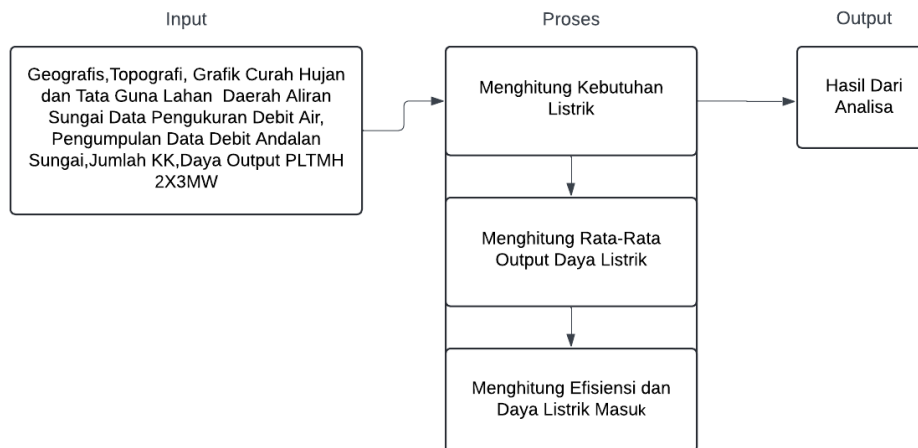 Input
Proses
Output
Geografis,Topografi, Grafik Curah Hujan
dan Tata Guna Lahan  Daerah Aliran
Sungai Data Pengukuran Debit Air,
Pengumpulan Data Debit Andalan
Sungai,Jumlah KK,Daya Output PLTMH
2X3MW
Menghitung Kebutuhan
Listrik
Menghitung Rata-Rata
Output Daya Listrik
Menghitung Efisiensi dan
Daya Listrik Masuk
Hasil Dari
Analisa